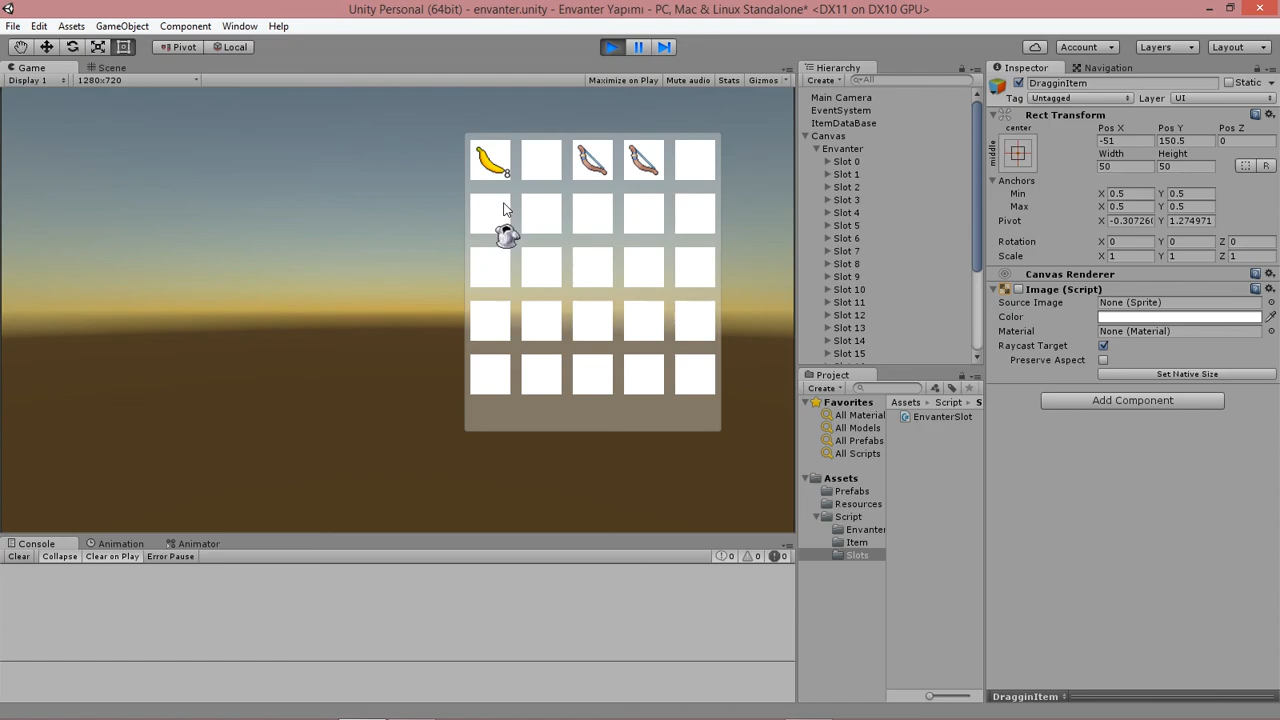 Unity Personal (64bit) - envanter.unity - Envanter Yapımı - PC, Mac & Linux Standalone* <DX11 on DX10 GPU>
File Edit Assets GameObject Component Window Help
Pivot Local Account Layers Layout
Game Scene Hierarchy Inspector Navigation
Display 1 1280x720 Maximize on Play Mute audio Stats Gizmos Create All DragginItem Static
Tag Untagged Layer UI
Main Camera
EventSystem
ItemDataBase
Canvas
Envanter
Slot 0
Slot 1
Slot 2
Slot 3
Slot 4
Slot 5
Slot 6
Slot 7
Slot 8
Slot 9
Slot 10
Slot 11
Slot 12
Slot 13
Slot 14
Slot 15
8
Rect Transform
center
middle
Pos X Pos Y Pos Z
-51 150.5 0
Width Height
50 50 R
Anchors
Min X 0.5 Y 0.5
Max X 0.5 Y 0.5
Pivot X -0.30726 Y 1.274971
Rotation X 0 Y 0 Z 0
Scale X 1 Y 1 Z 1
Canvas Renderer
Image (Script)
Source Image None (Sprite)
Color
Material None (Material)
Raycast Target
Preserve Aspect
Set Native Size
Add Component
Project
Create
Favorites
All Material
All Models
All Prefabs
All Scripts
Assets
Prefabs
Resources
Script
Envanter
Item
Slots
Assets Script S
EnvanterSlot
Console Animation Animator
Clear Collapse Clear on Play Error Pause 0 0 0
DragginItem